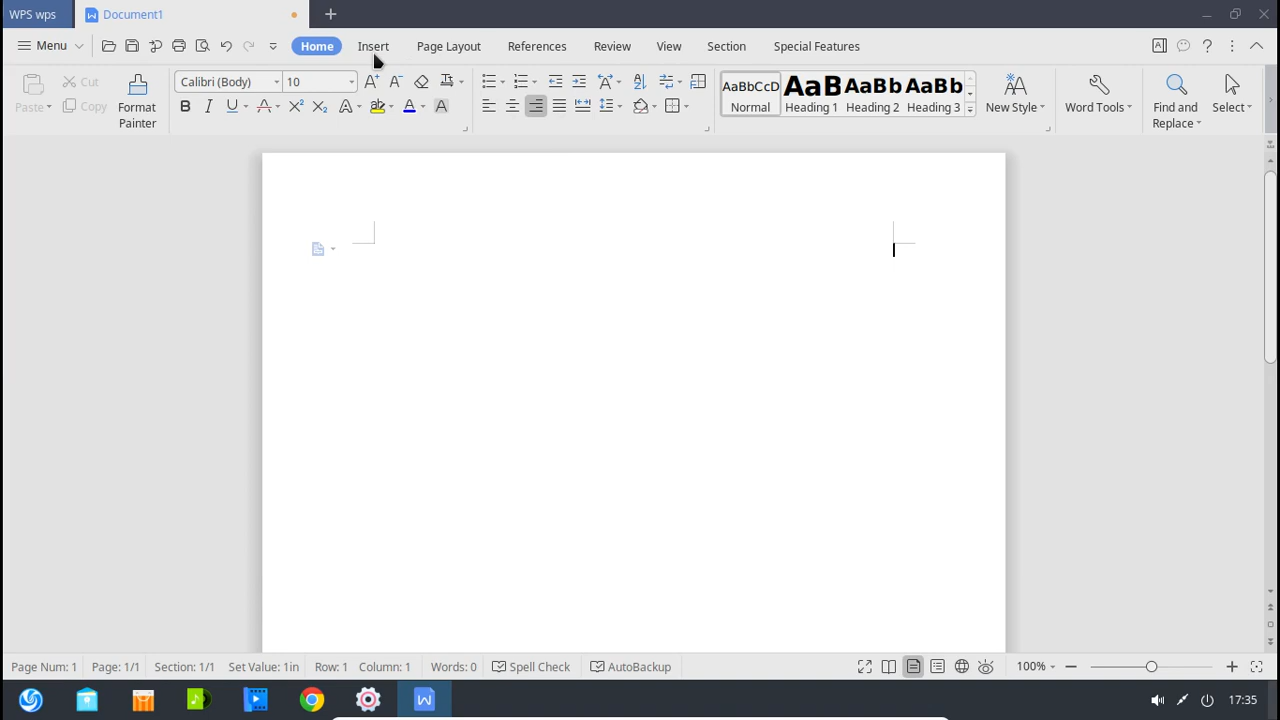 WPS wps
Document1
Menu
Home
Insert
Page Layout
References
Review
View
Section
Special Features
Paste
Cut
Copy
Format
Painter
Calibri (Body)
10
AaBbCcD
Normal
AaB
Heading 1
AaBb
Heading 2
AaBb
Heading 3
New Style
Word Tools
Find and
Replace
Select
Page Num: 1
Page: 1/1
Section: 1/1
Set Value: 1in
Row: 1
Column: 1
Words: 0
Spell Check
AutoBackup
100%
17:35